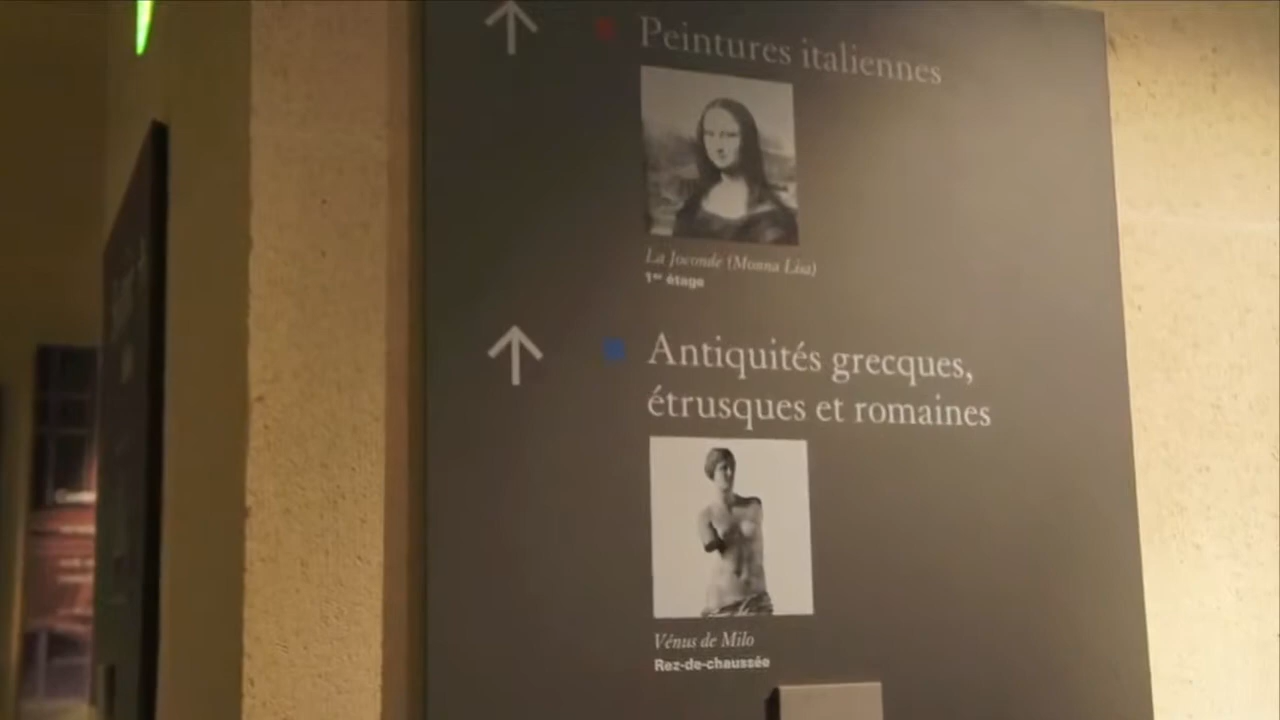 Peintures italiennes
La Joconde (Monna Lisa)
1er étage
Antiquités grecques,
étrusques et romaines
Vénus de Milo
Rez-de-chaussée